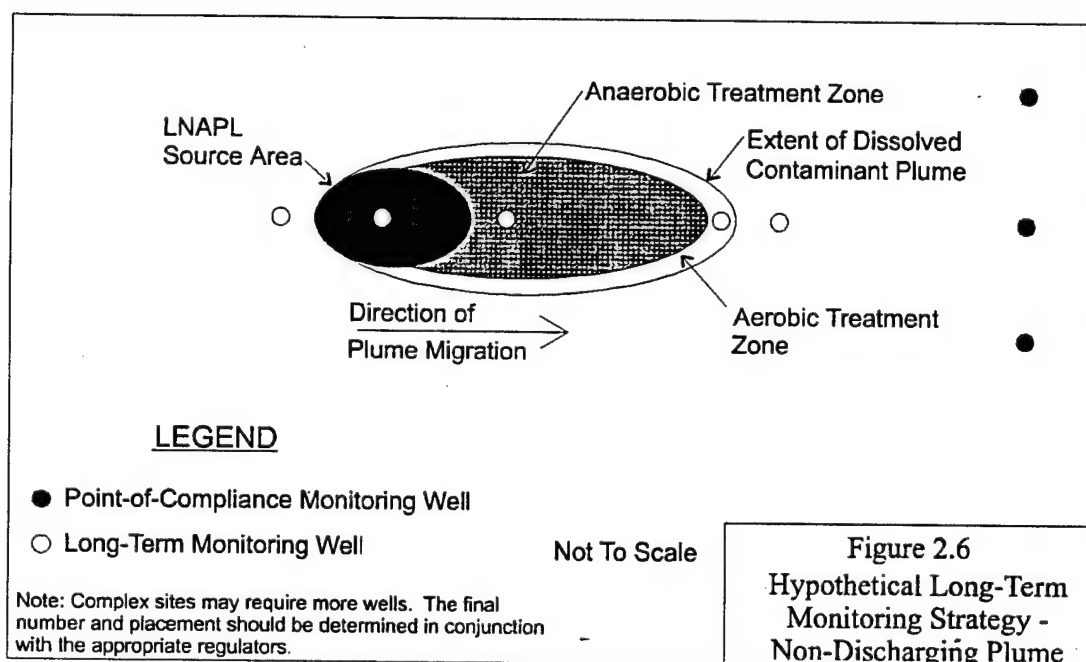 Anaerobic Treatment Zone
LNAPL
Source Area
Extent of Dissolved
Contaminant Plume
Direction of
Plume Migration
Aerobic Treatment
Zone
LEGEND
Point-of-Compliance Monitoring Well
Long-Term Monitoring Well
Not To Scale
Note: Complex sites may require more wells. The final
number and placement should be determined in conjunction
with the appropriate regulators.
Figure 2.6
Hypothetical Long-Term
Monitoring Strategy -
Non-Discharging Plume